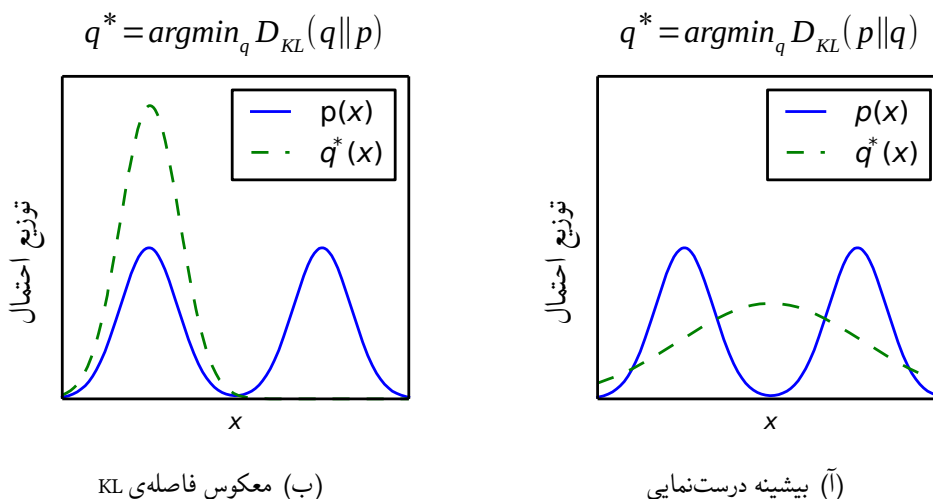 q* = argmin_q D_KL(q||p)
p(x)
q*(x)
توزیع احتمال
x
(ب) معکوس فاصله‌ی KL
q* = argmin_q D_KL(p||q)
p(x)
q*(x)
توزیع احتمال
x
(آ) بیشینه درست‌نمایی